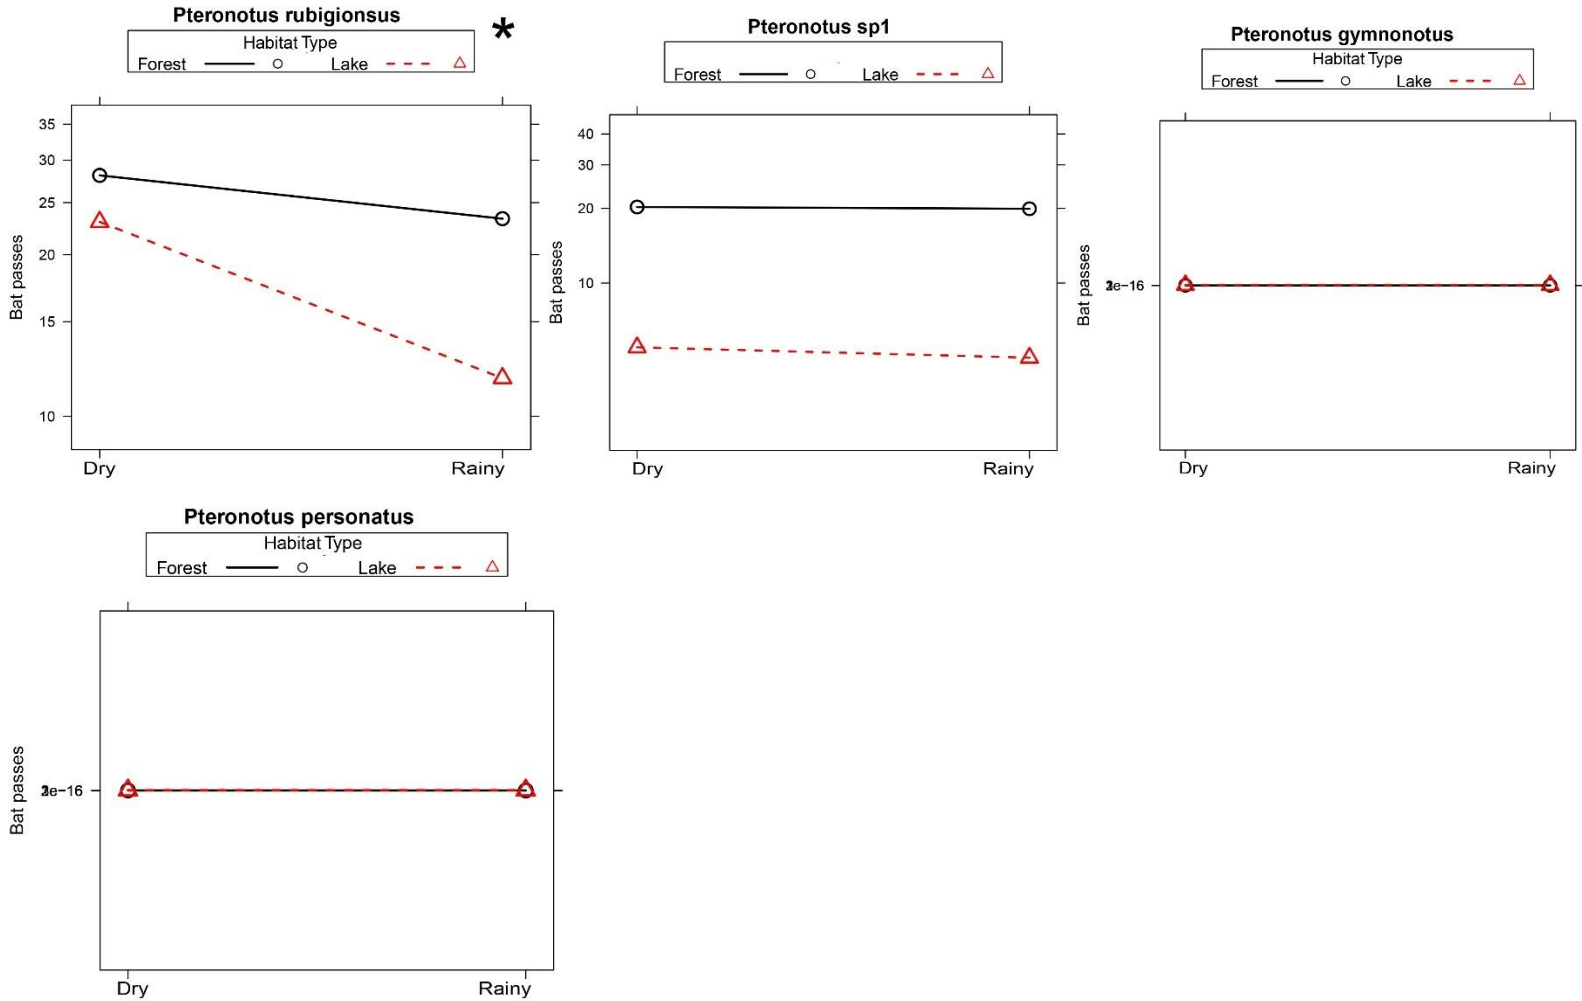 Pteronotus rubigionsus
*
Habitat Type
Forest Lake
35
30
25
20
15
10
Bat passes
Dry Rainy
Pteronotus sp1
Forest Lake
40
30
20
10
Bat passes
Dry Rainy
Pteronotus gymnonotus
Habitat Type
Forest Lake
Bat passes
e-16
Dry Rainy
Pteronotus personatus
Habitat Type
Forest Lake
Bat passes
e-16
Dry Rainy